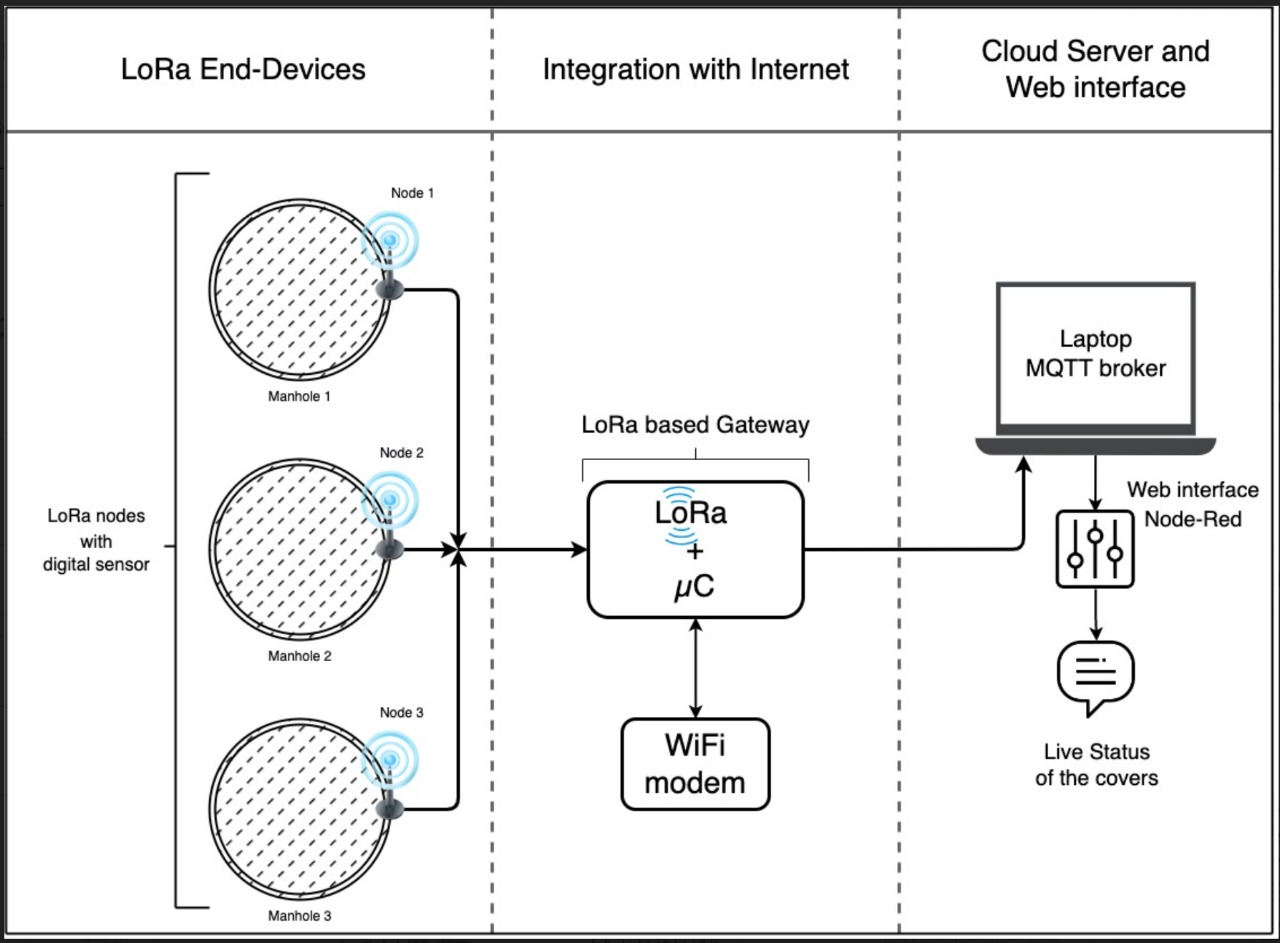 LoRa End-Devices
Integration with Internet
Cloud Server and
Web interface
Node 1
Manhole 1
Node 2
LoRa nodes
with
digital sensor
Manhole 2
Node 3
Manhole 3
LoRa based Gateway
LoRa
+
µC
WiFi
modem
Laptop
MQTT broker
Web interface
Node-Red
Live Status
of the covers